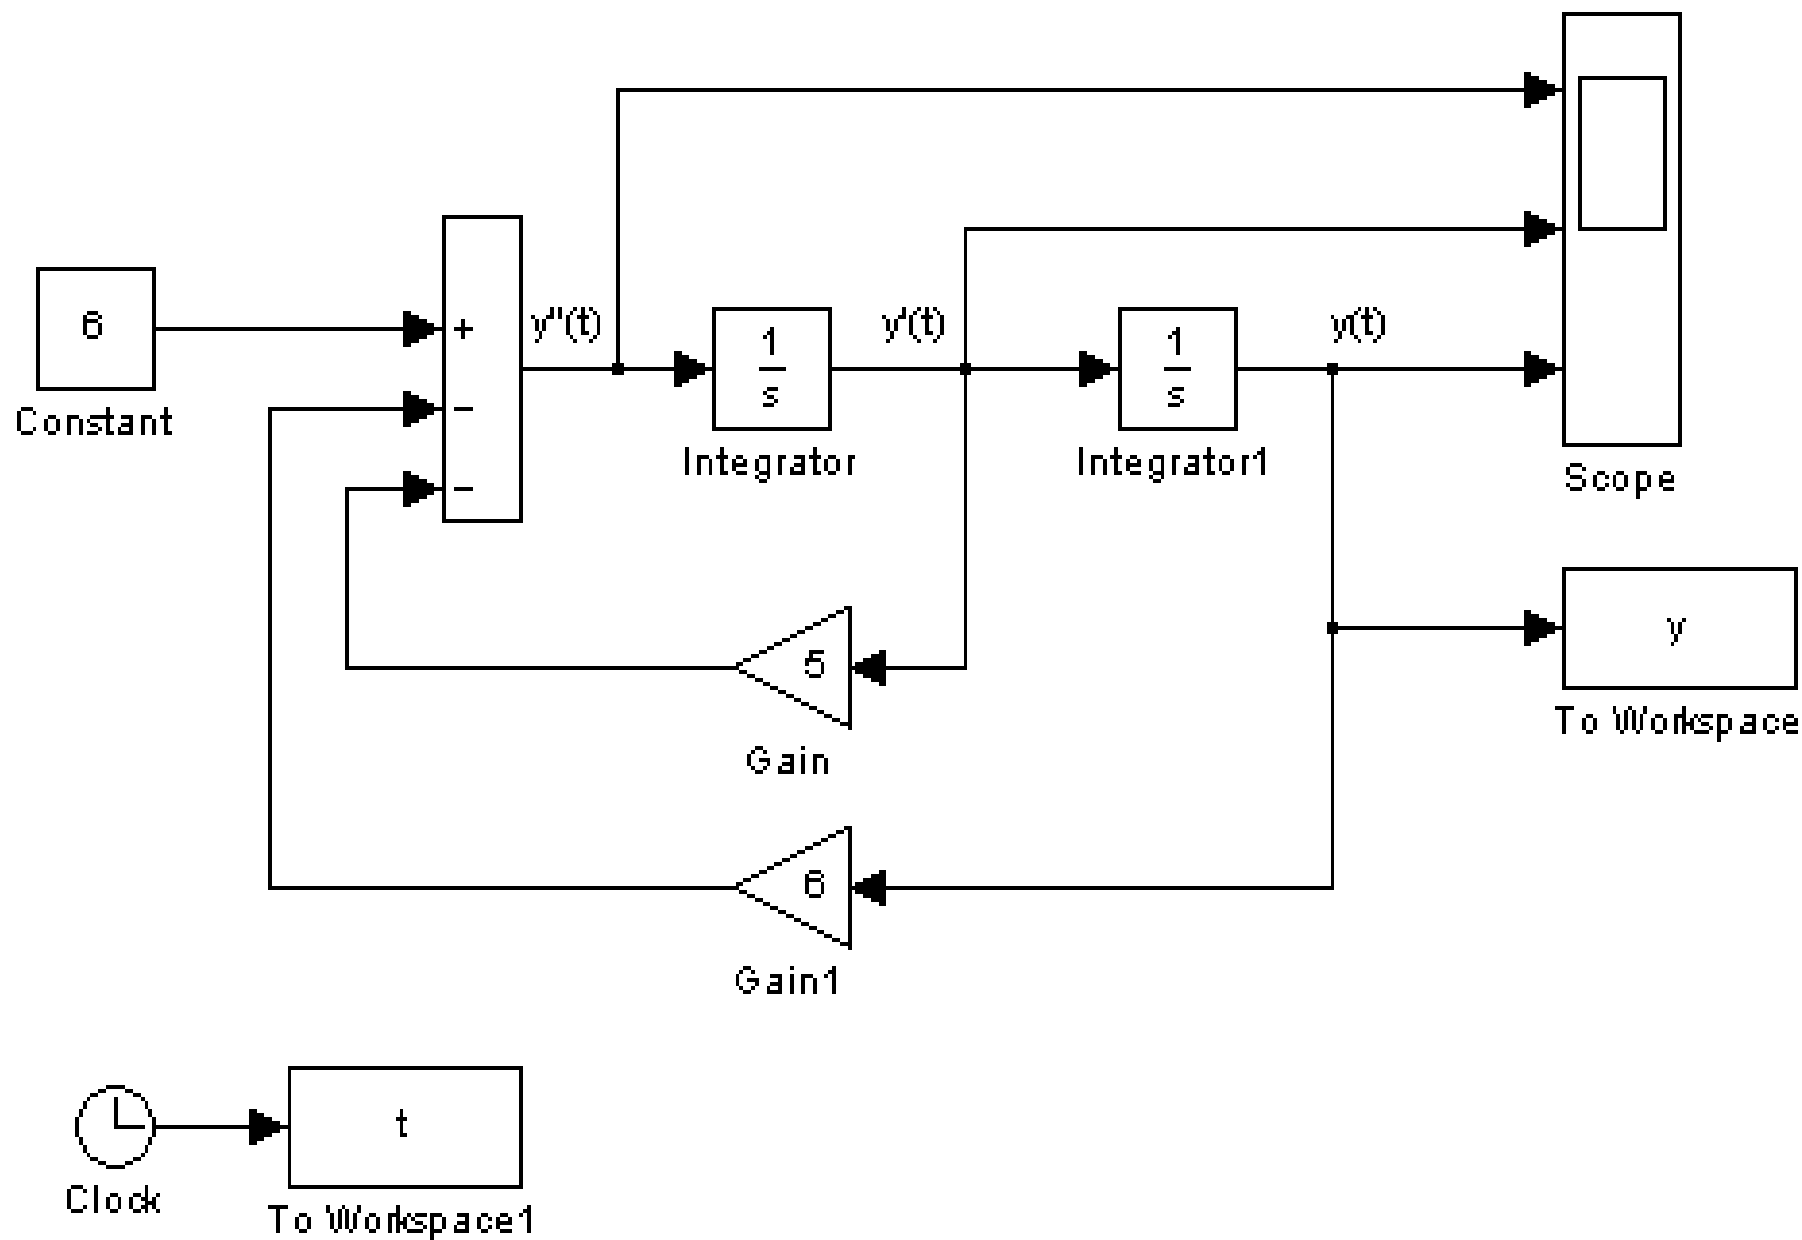 6
Constant
+
−
−
y''(t)
1
s
Integrator
y'(t)
1
s
Integrator1
y(t)
Scope
5
Gain
y
To Workspace
6
Gain1
Clock
t
To Workspace1